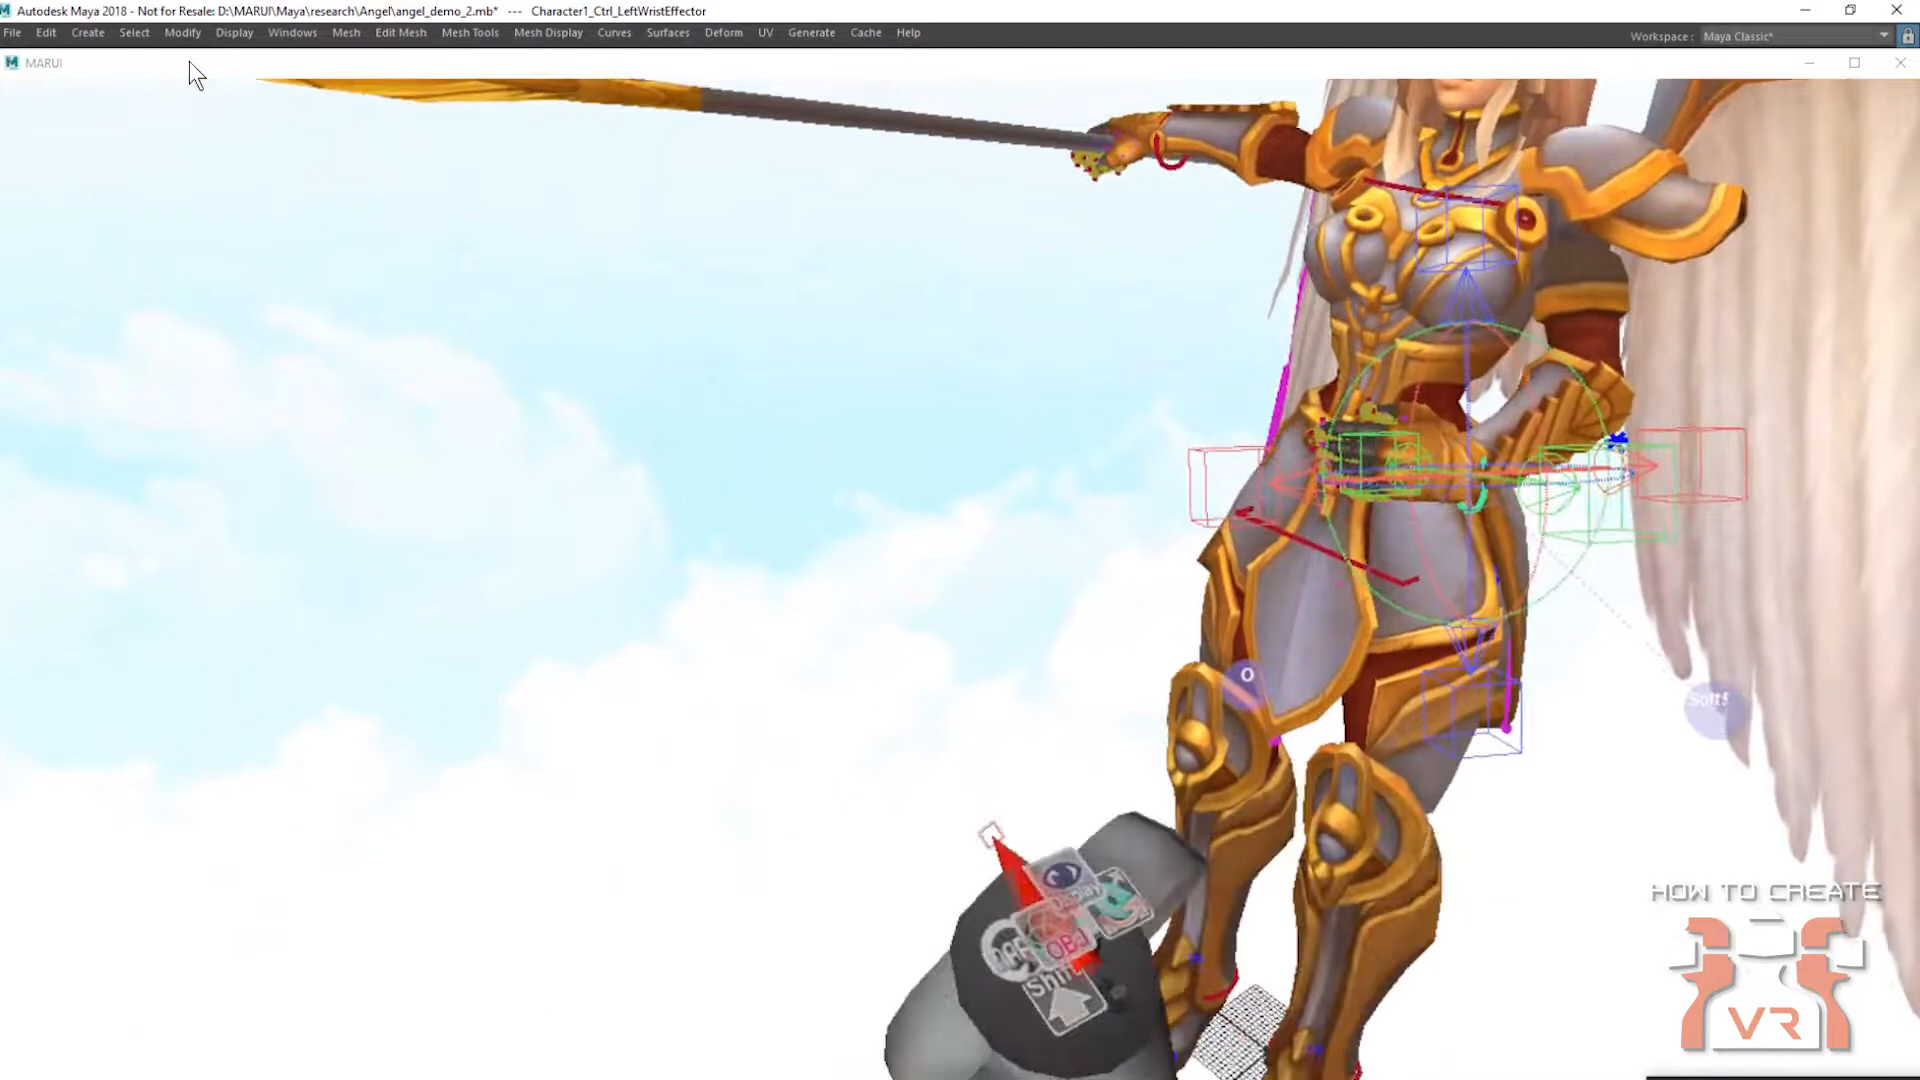 Autodesk Maya 2018 - Not for Resale: D:\MARUI\Maya\research\Angel\angel_demo_2.mb* --- Character1_Ctrl_LeftWristEffector
File Edit Create Select Modify Display Windows Mesh Edit Mesh Mesh Tools Mesh Display Curves Surfaces Deform UV Generate Cache Help
Workspace : Maya Classic*
MARUI
O
OBJ
Shift
HOW TO CREATE
VR